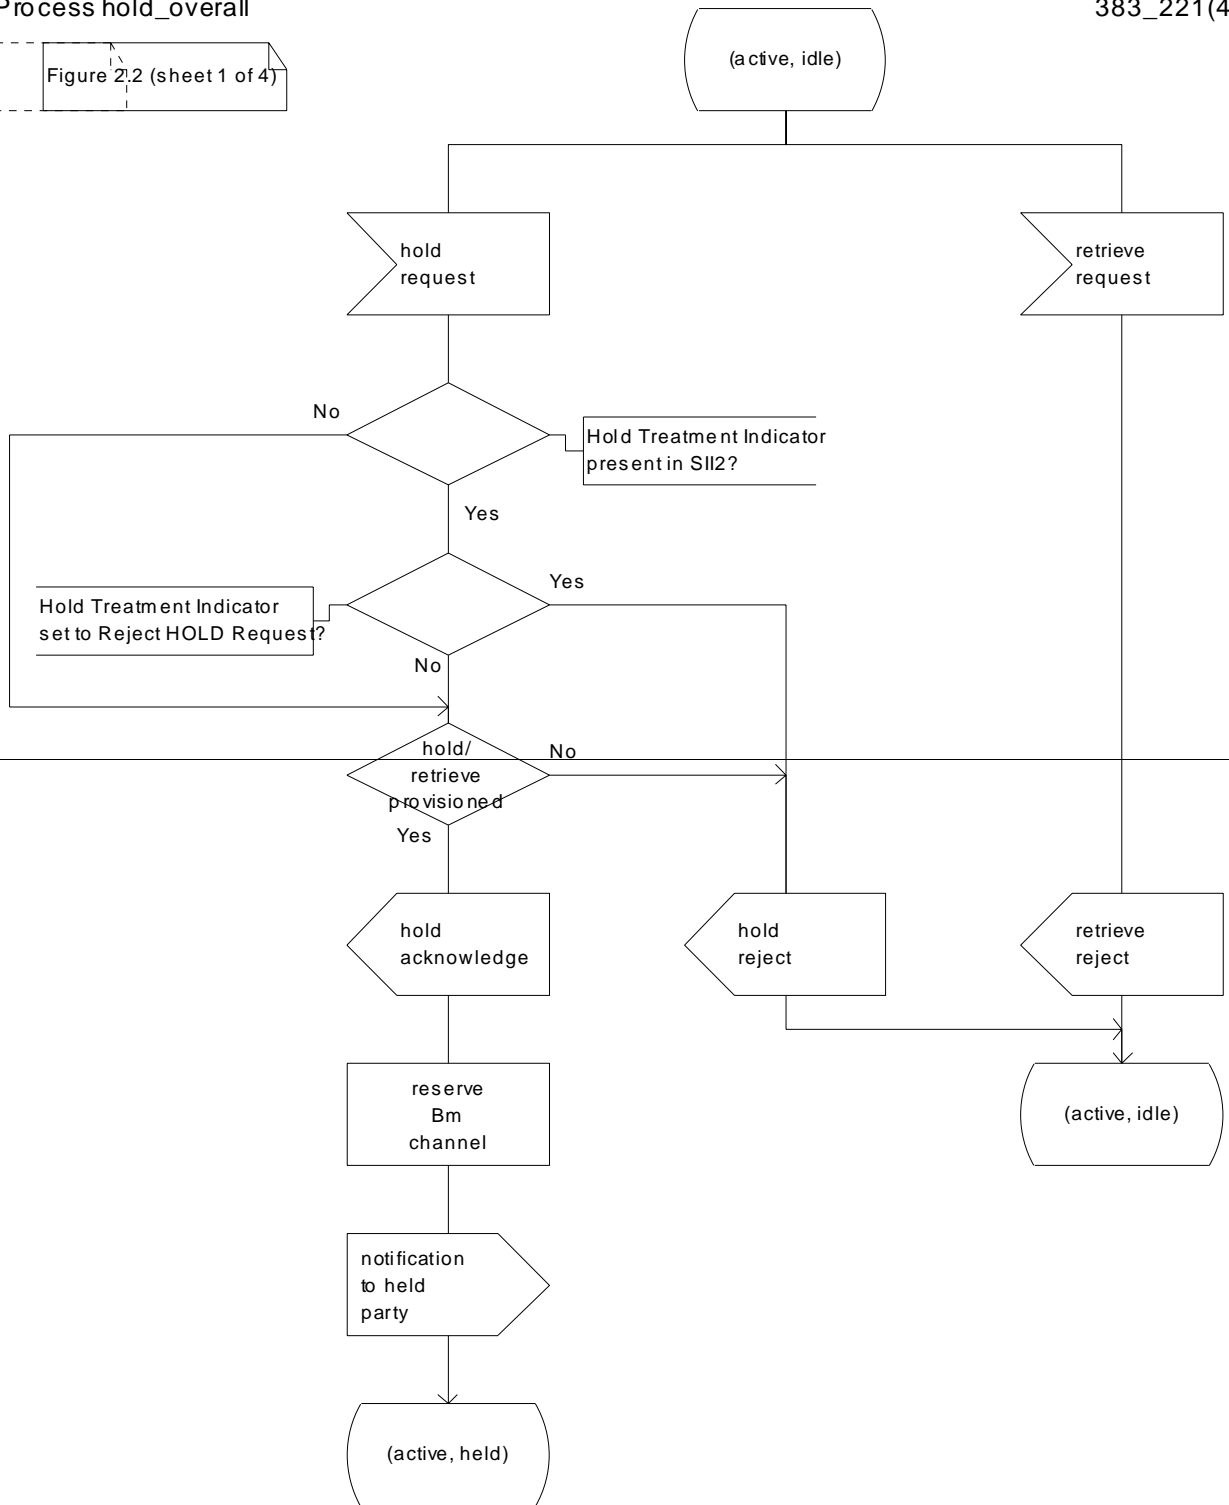 Process hold_overall
383_221(4
Figure 2.2 (sheet 1 of 4)
(active, idle)
hold
request
retrieve
request
No
Hold Treatment Indicator
present in SII2?
Yes
Yes
Hold Treatment Indicator
set to Reject HOLD Request?
No
hold/
retrieve
provisioned
No
Yes
hold
acknowledge
hold
reject
retrieve
reject
reserve
Bm
channel
(active, idle)
notification
to held
party
(active, held)